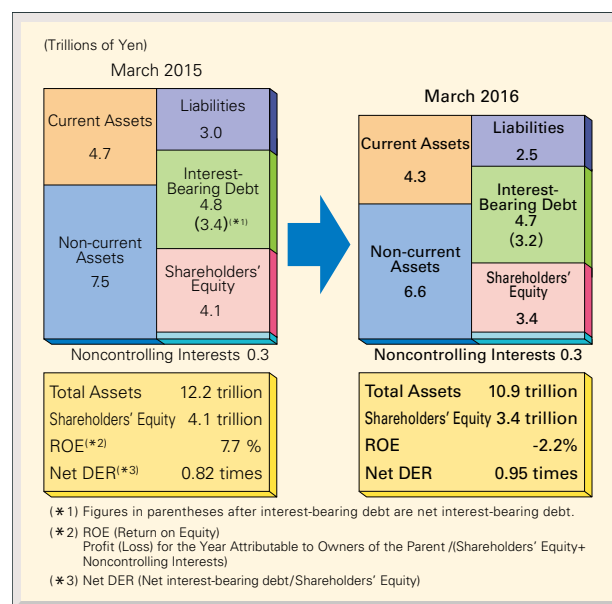 (Trillions of Yen)
March 2015
Current Assets
4.7
Non-current
Assets
7.5
Liabilities
3.0
Interest-
Bearing Debt
4.8
(3.4)(*1)
Shareholders'
Equity
4.1
Noncontrolling Interests 0.3
March 2016
Current Assets
4.3
Non-current
Assets
6.6
Liabilities
2.5
Interest-
Bearing Debt
4.7
(3.2)
Shareholders'
Equity
3.4
Noncontrolling Interests 0.3
Total Assets 12.2 trillion
Shareholders' Equity 4.1 trillion
ROE(*2) 7.7 %
Net DER(*3) 0.82 times
Total Assets 10.9 trillion
Shareholders' Equity 3.4 trillion
ROE -2.2%
Net DER 0.95 times
(*1) Figures in parentheses after interest-bearing debt are net interest-bearing debt.
(*2) ROE (Return on Equity)
Profit (Loss) for the Year Attributable to Owners of the Parent /(Shareholders' Equity+
Noncontrolling Interests)
(*3) Net DER (Net interest-bearing debt/Shareholders' Equity)